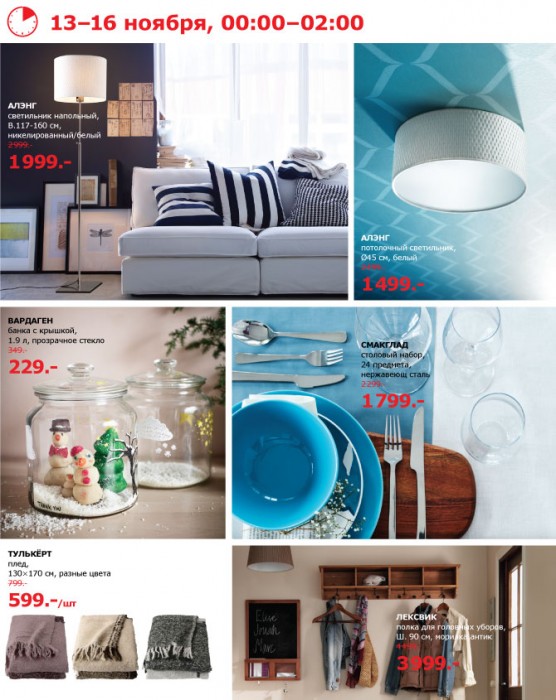 13–16 ноября, 00:00–02:00
АЛЭНГ
светильник напольный,
В.117-160 см,
никелированный/белый
2999.-
1999.-
АЛЭНГ
потолочный светильник,
Ø45 см, белый
1499.-
ВАРДАГЕН
банка с крышкой,
1.9 л, прозрачное стекло
349.-
229.-
СМАКГЛАД
столовый набор,
24 предмета,
нержавеющ сталь
2299.-
1799.-
ТУЛЬКЁРТ
плед,
130×170 см, разные цвета
799.-
599.-/шт
ЛЕКСВИК
полка для головных уборов,
Ш. 90 см, морилка антик
3999.-